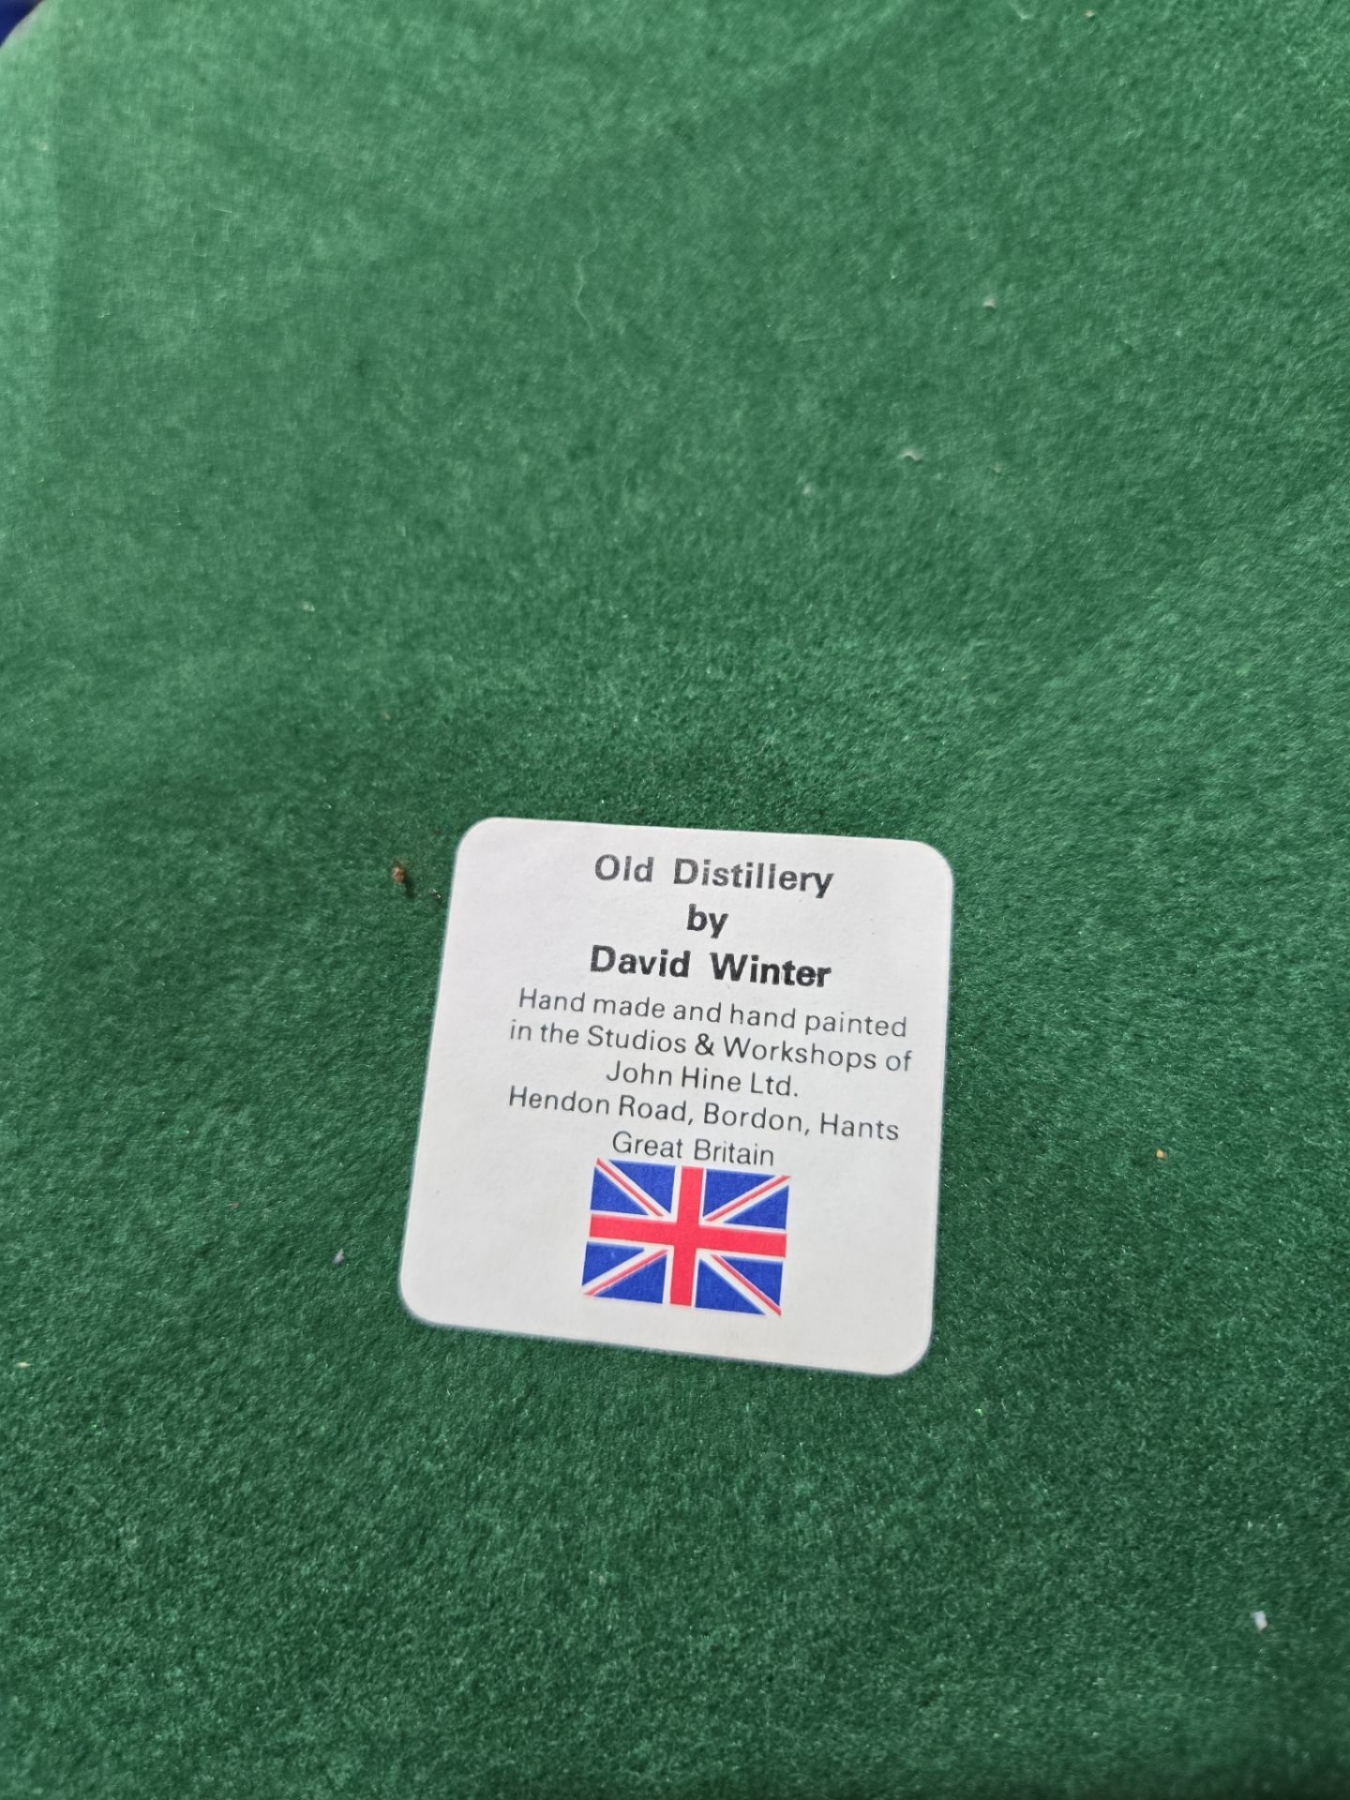 Old Distillery
by
David Winter
Hand made and hand painted
in the Studios & Workshops of
John Hine Ltd.
Hendon Road, Bordon, Hants
Great Britain